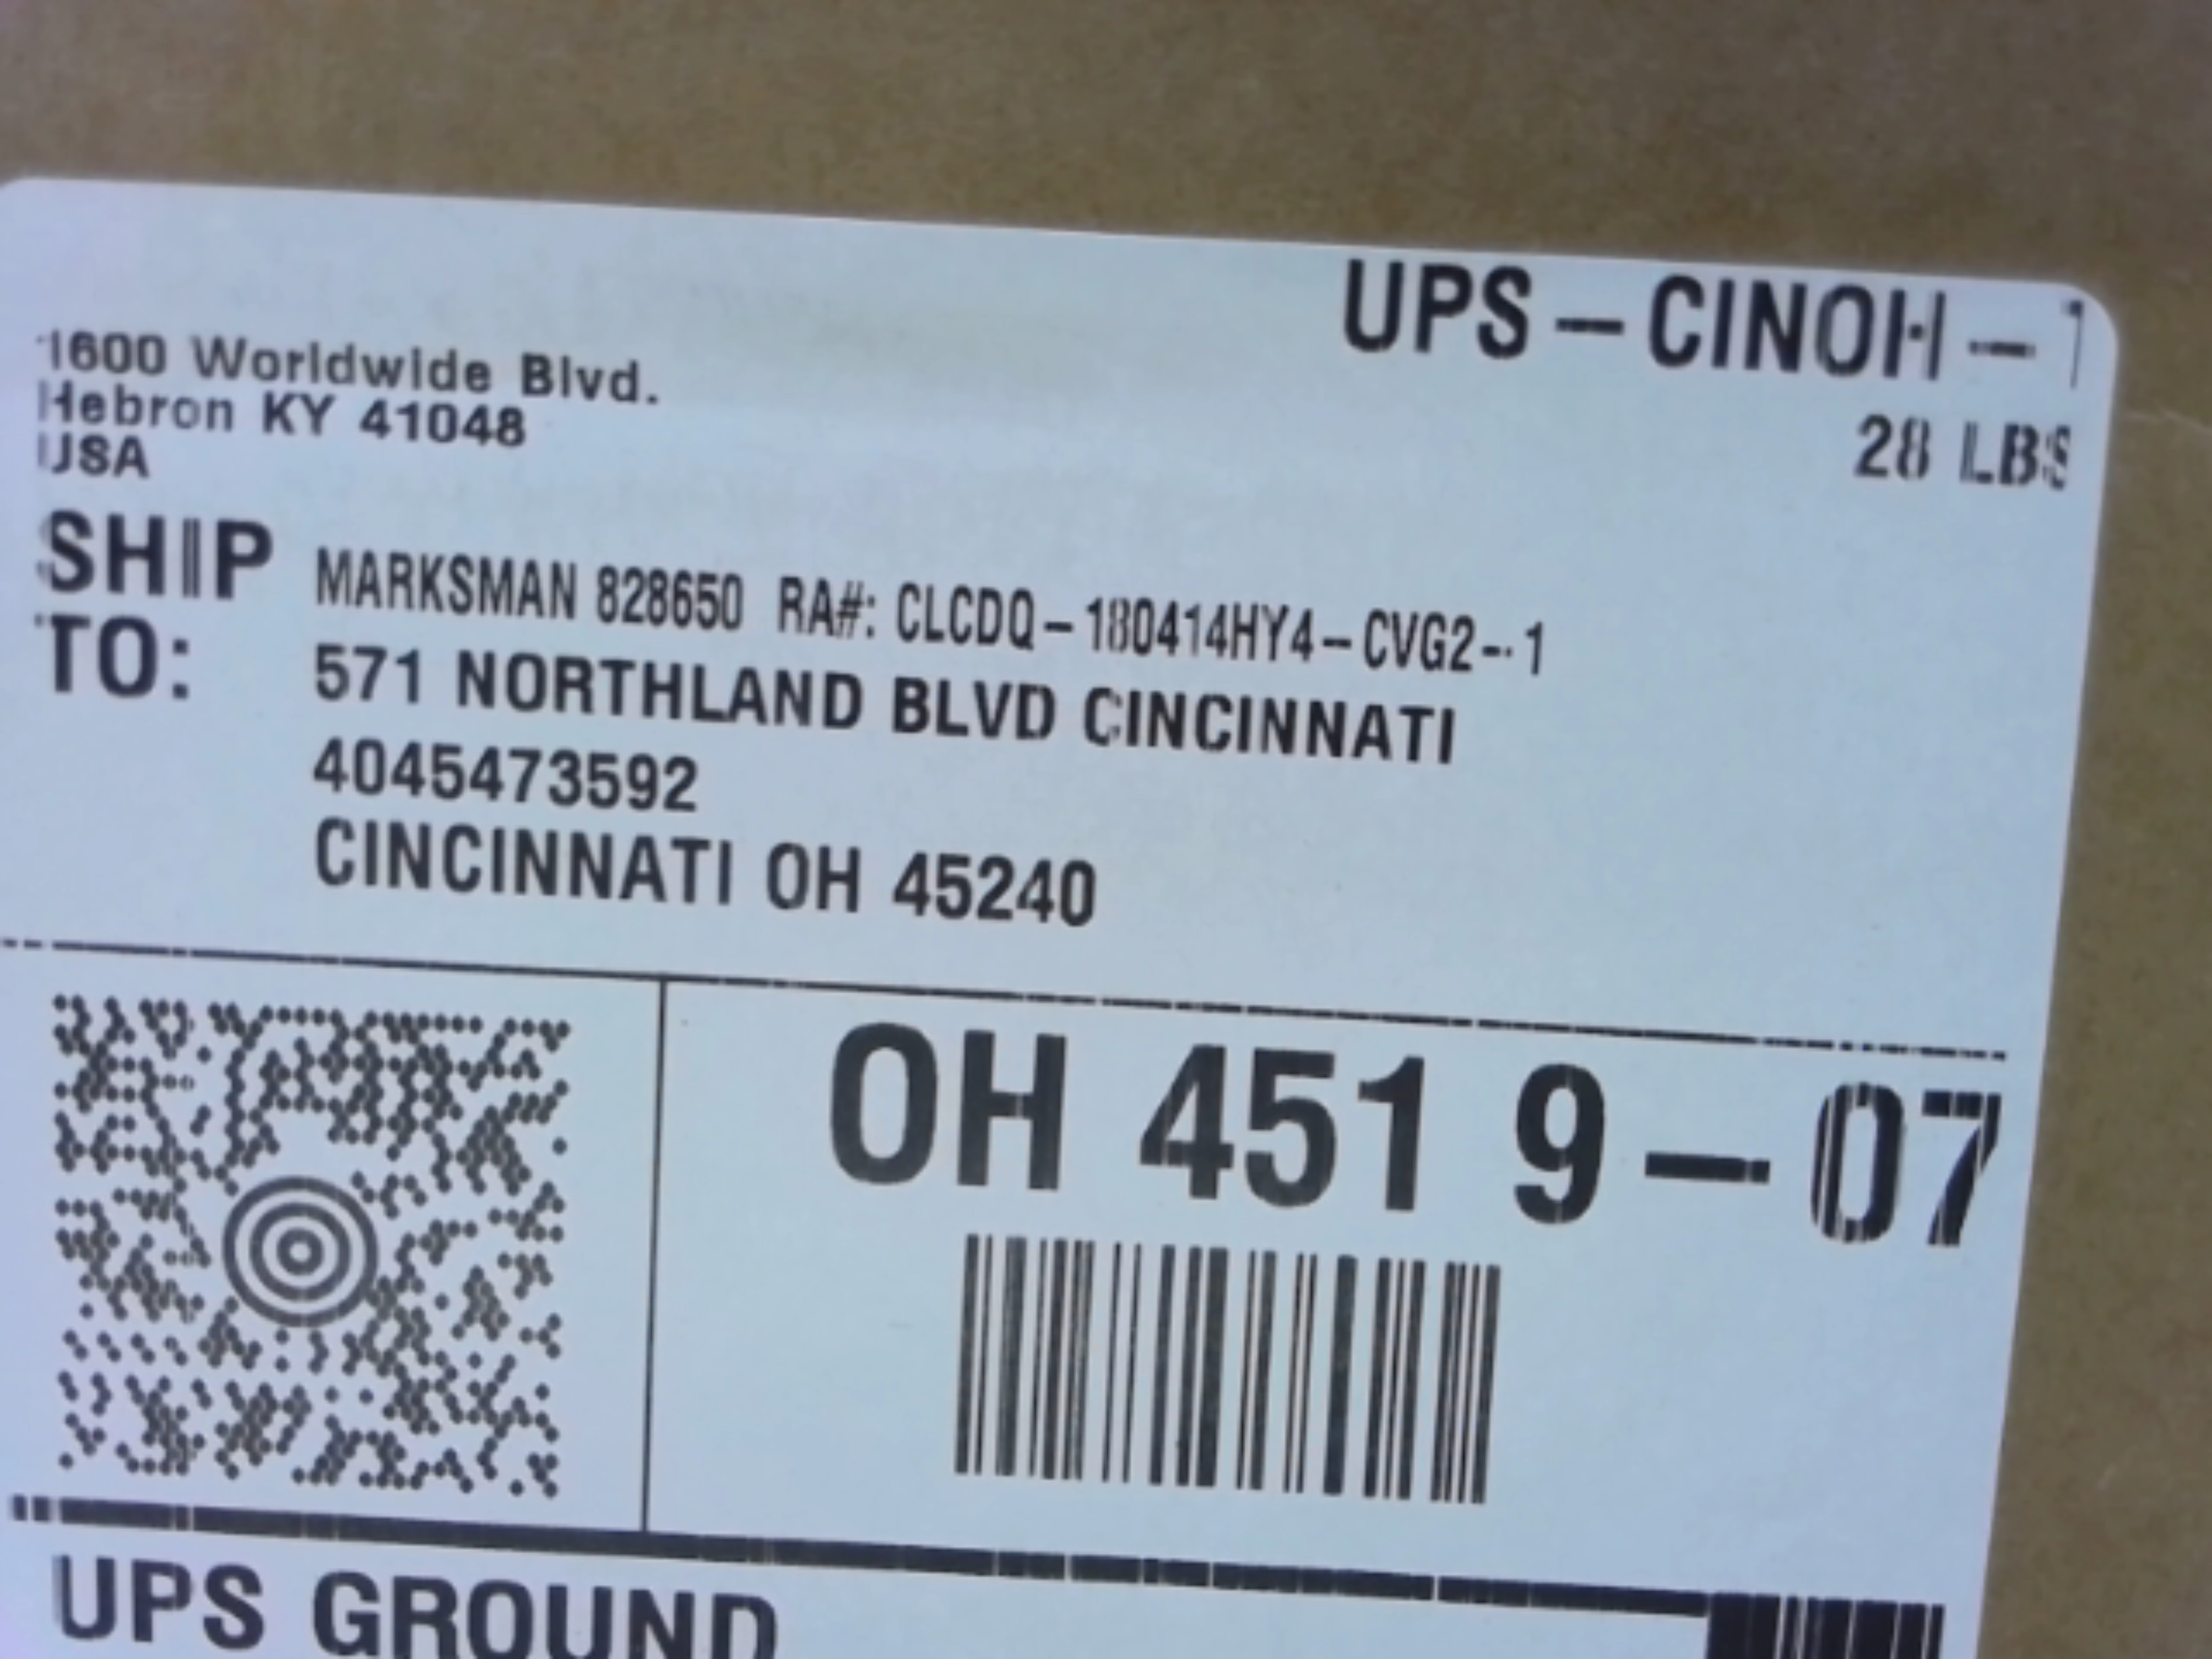 UPS-CINOH-1
28 LBS
1600 Worldwide Blvd.
Hebron KY 41048
USA
SHIP TO:
MARKSMAN 828650 RA#: CLCDQ-180414HY4-CVG2-1
571 NORTHLAND BLVD CINCINNATI
4045473592
CINCINNATI OH 45240
OH 451 9-07
UPS GROUND